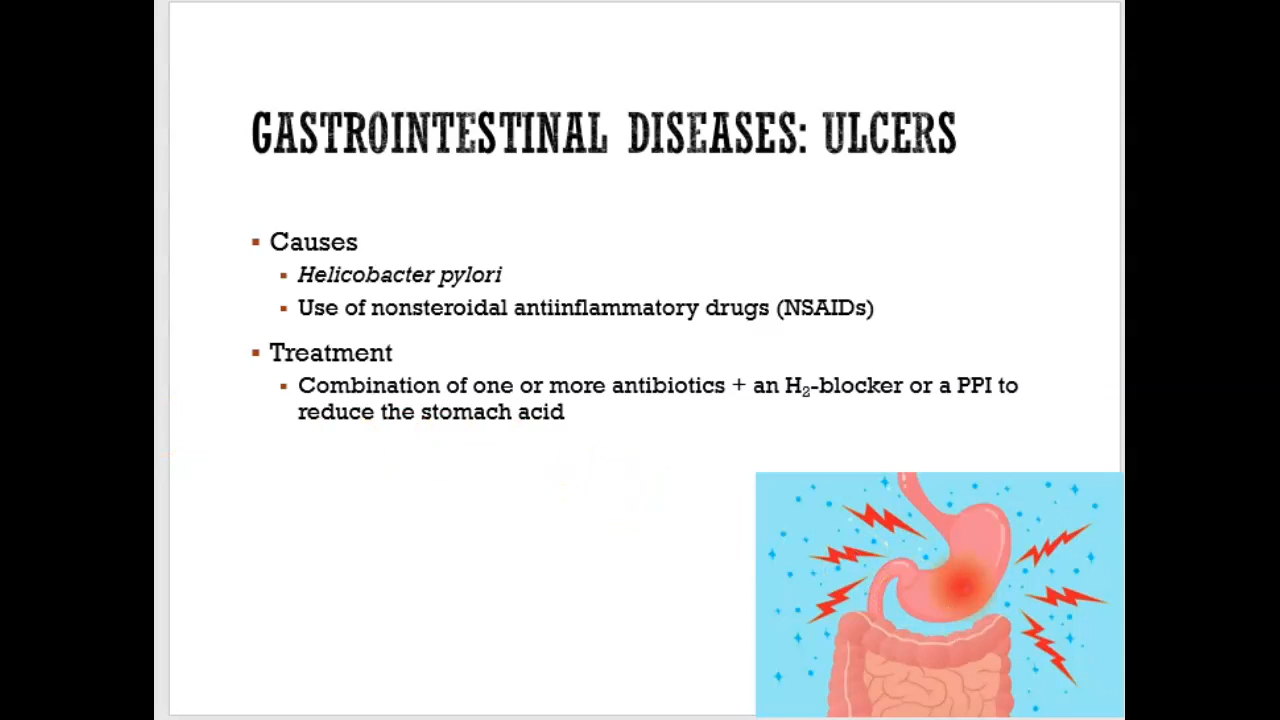 GASTROINTESTINAL DISEASES: ULCERS
▪ Causes
▪ Helicobacter pylori
▪ Use of nonsteroidal antiinflammatory drugs (NSAIDs)
▪ Treatment
▪ Combination of one or more antibiotics + an H₂-blocker or a PPI to
reduce the stomach acid